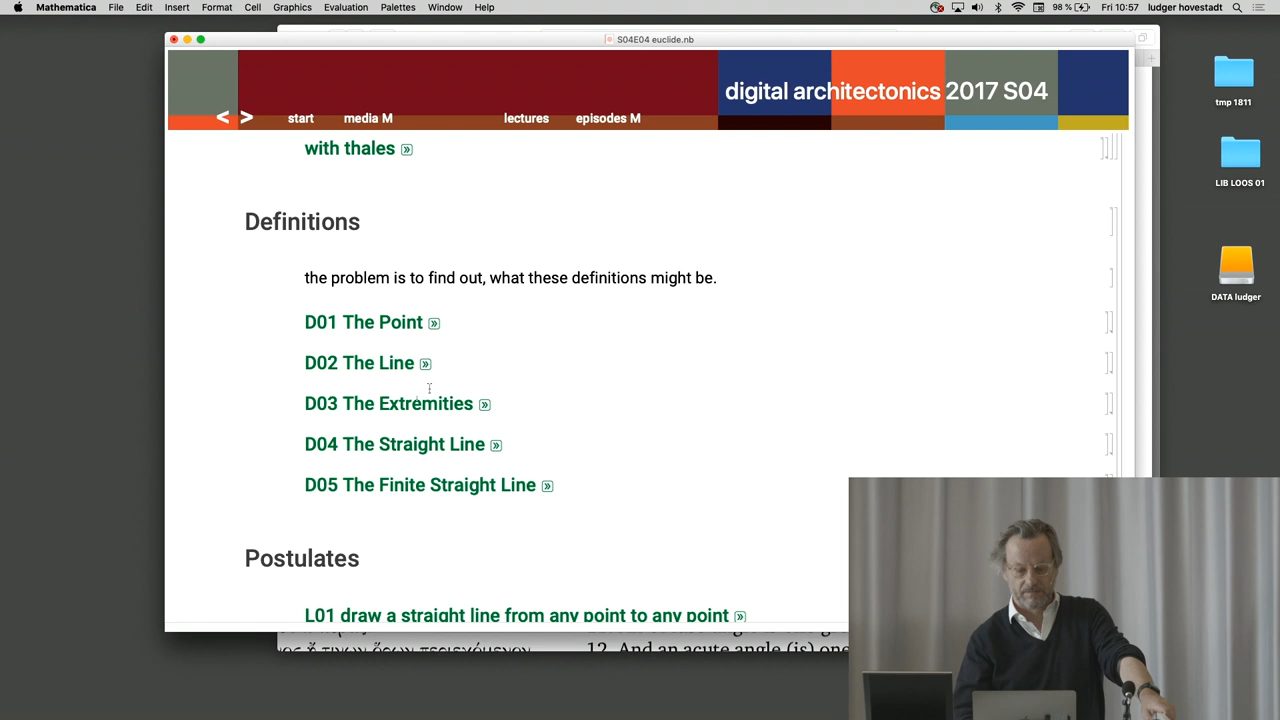 Mathematica File Edit Insert Format Cell Graphics Evaluation Palettes Window Help 98 % Fri 10:57 ludger hovestadt
S04E04 euclide.nb
digital architectonics 2017 S04
< > start media M lectures episodes M
tmp 1811
with thales »
LIB LOOS 01
Definitions
the problem is to find out, what these definitions might be.
DATA ludger
D01 The Point »
D02 The Line »
D03 The Extremities »
D04 The Straight Line »
D05 The Finite Straight Line »
Postulates
L01 draw a straight line from any point to any point »
12. And an acute angle (is) one